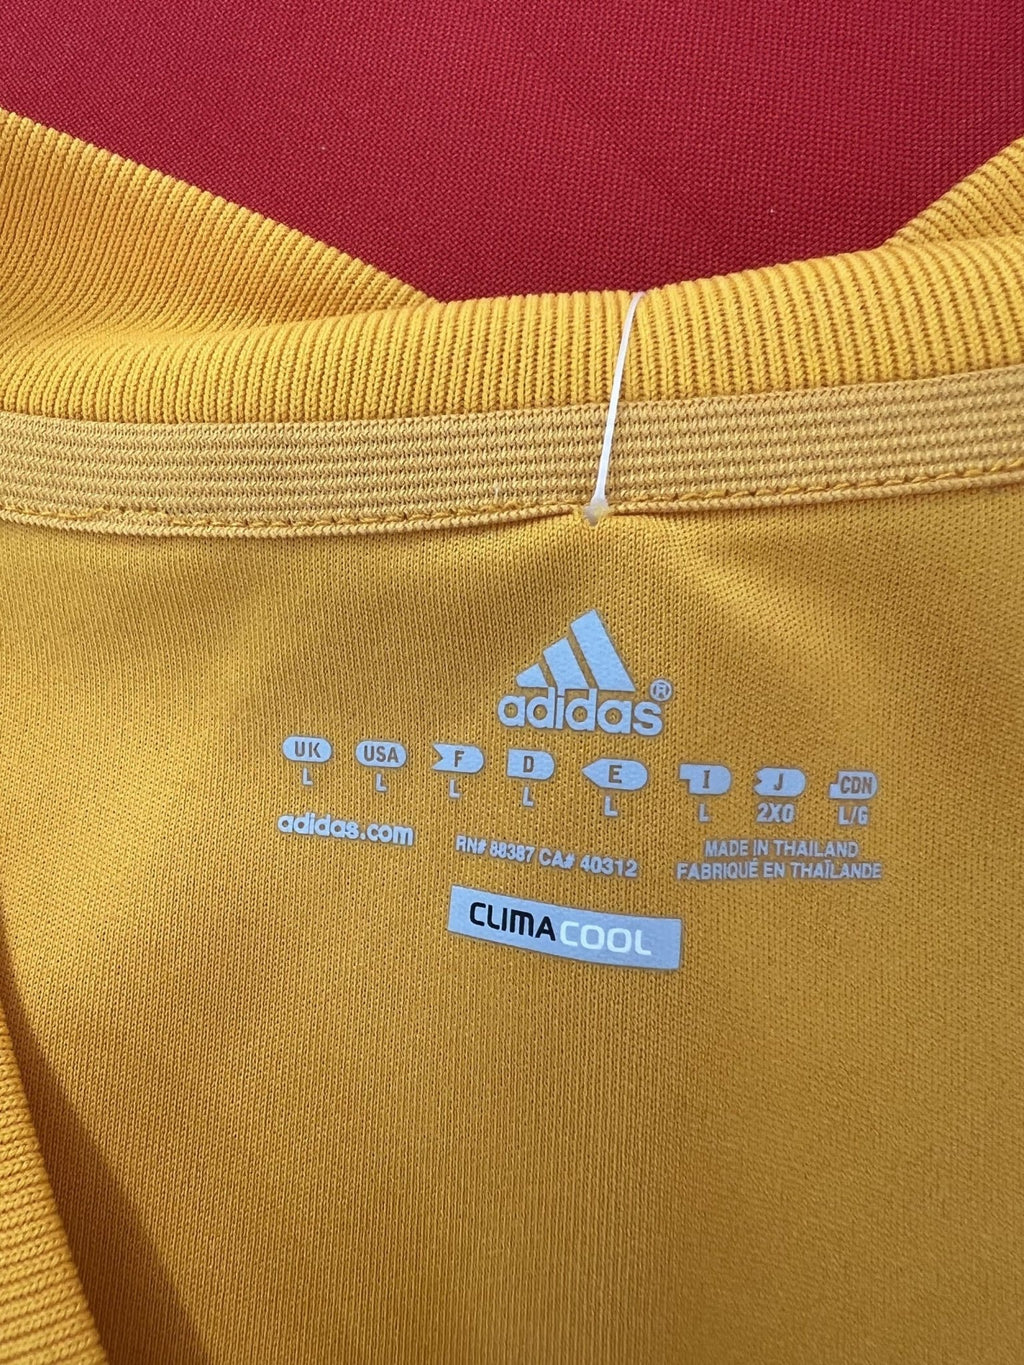 adidas®
UK USA F D E I J CDN
L L L L L L 2XO L/G
adidas.com
RN# 88387 CA# 40312
MADE IN THAILAND
FABRIQUÉ EN THAÏLANDE
CLIMACOOL